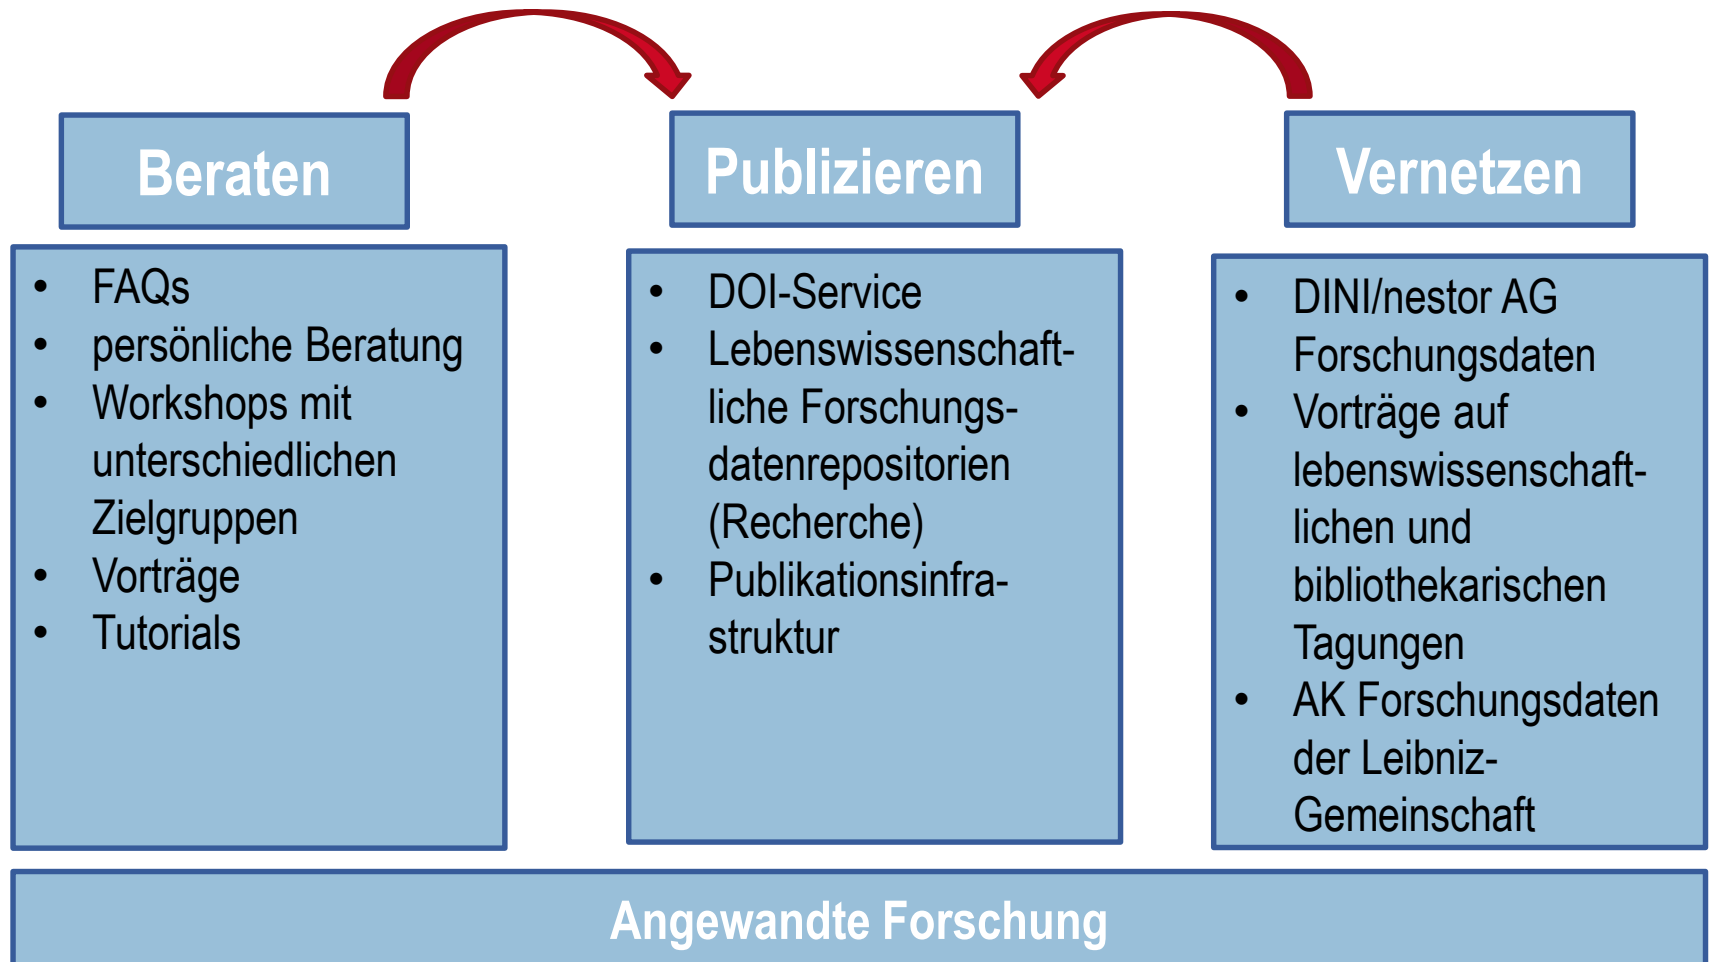 Beraten
• FAQs
• persönliche Beratung
• Workshops mit
unterschiedlichen
Zielgruppen
• Vorträge
• Tutorials
Publizieren
• DOI-Service
• Lebenswissenschaft-
liche Forschungs-
datenrepositorien
(Recherche)
• Publikationsinfra-
struktur
Vernetzen
• DINI/nestor AG
Forschungsdaten
• Vorträge auf
lebenswissenschaft-
lichen und
bibliothekarischen
Tagungen
• AK Forschungsdaten
der Leibniz-
Gemeinschaft
Angewandte Forschung